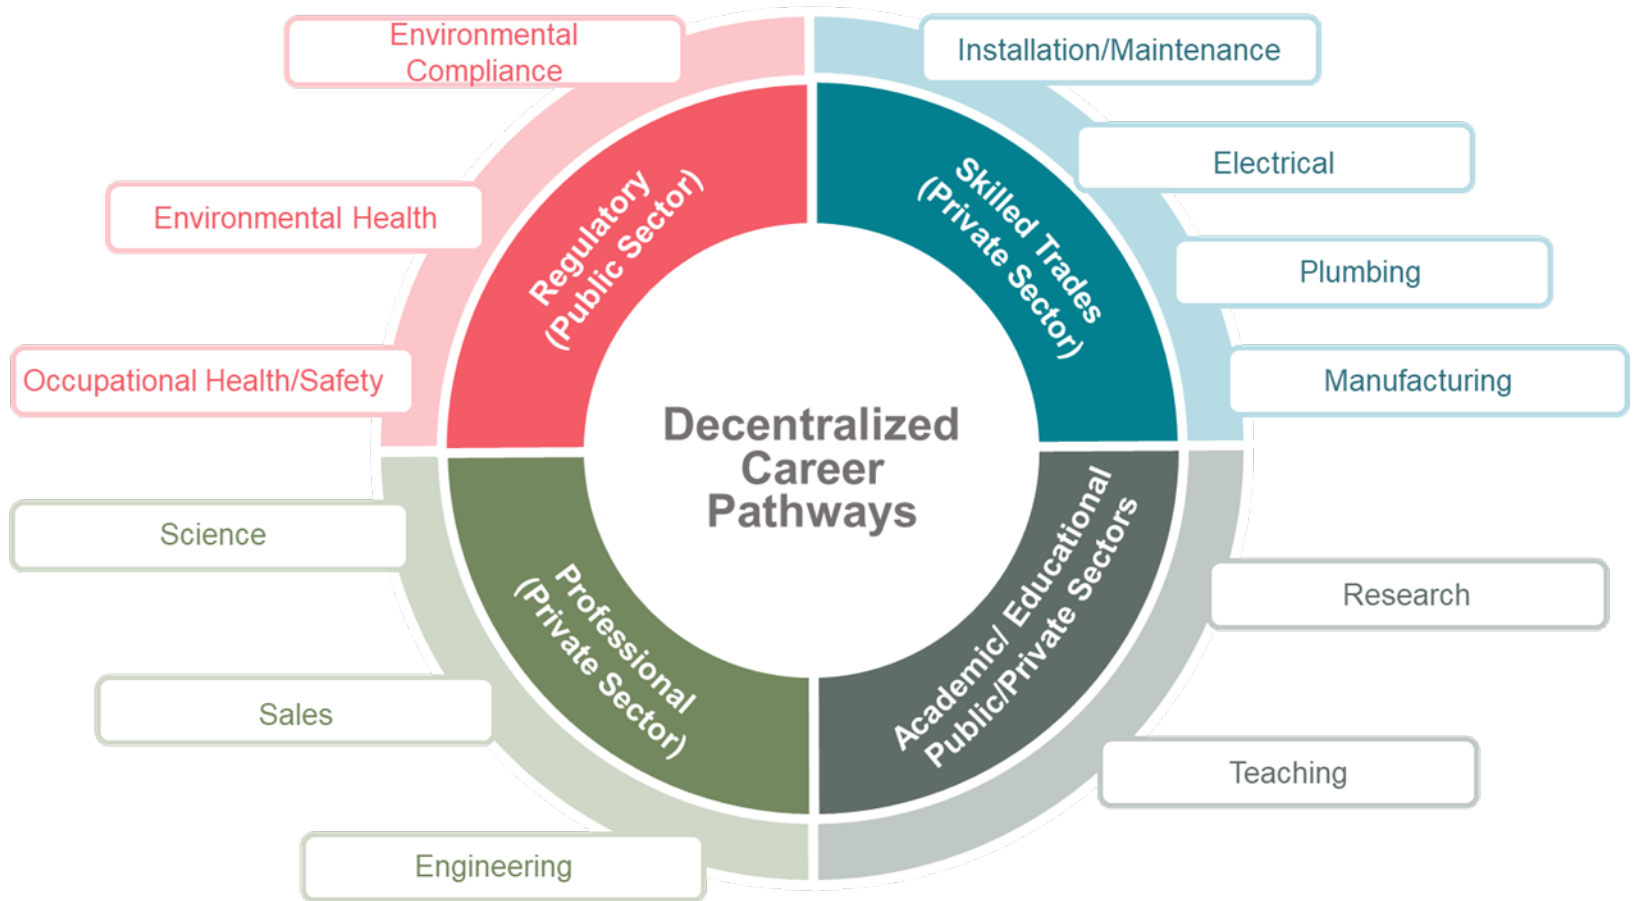 Environmental
Compliance
Environmental Health
Occupational Health/Safety
Regulatory
(Public Sector)
Installation/Maintenance
Electrical
Plumbing
Manufacturing
Skilled Trades
(Private Sector)
Decentralized
Career
Pathways
Science
Sales
Engineering
Professional
(Private Sector)
Academic/ Educational
Public/Private Sectors
Research
Teaching